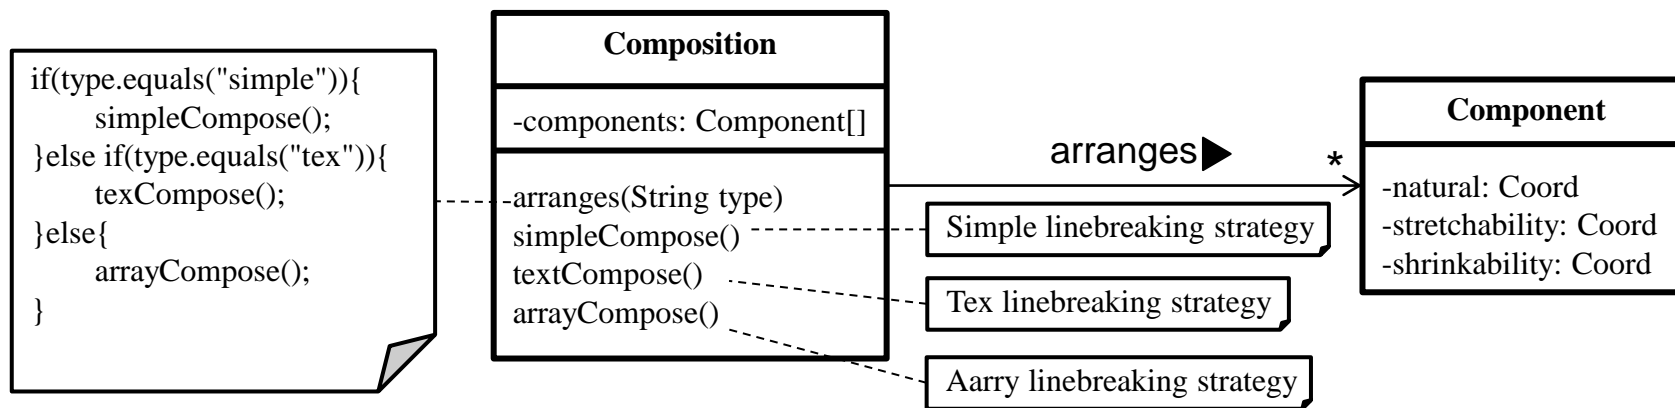 if(type.equals("simple")){
simpleCompose();
}else if(type.equals("tex")){
texCompose();
}else{
arrayCompose();
}
Composition
-components: Component[]
arranges(String type)
simpleCompose()
textCompose()
arrayCompose()
Simple linebreaking strategy
Tex linebreaking strategy
Aarry linebreaking strategy
arranges
*
Component
-natural: Coord
-stretchability: Coord
-shrinkability: Coord